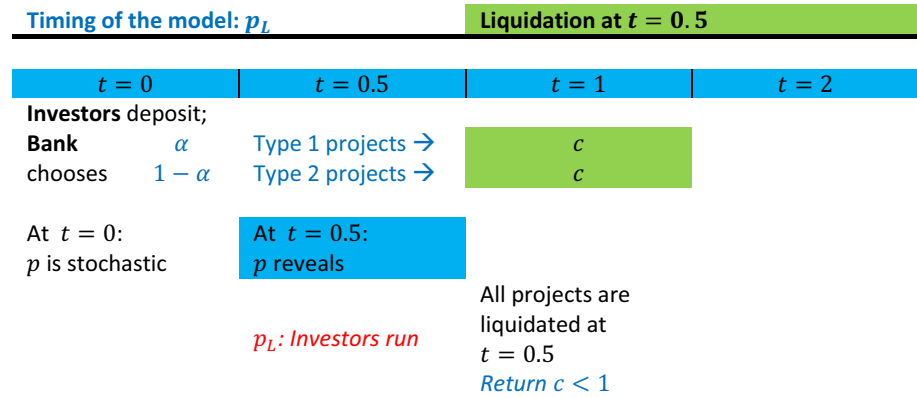 Timing of the model: p_L Liquidation at t = 0.5
t = 0 t = 0.5 t = 1 t = 2
Investors deposit;
Bank α Type 1 projects → c
chooses 1 − α Type 2 projects → c
At t = 0: At t = 0.5:
p is stochastic p reveals
All projects are
liquidated at
p_L: Investors run
t = 0.5
Return c < 1